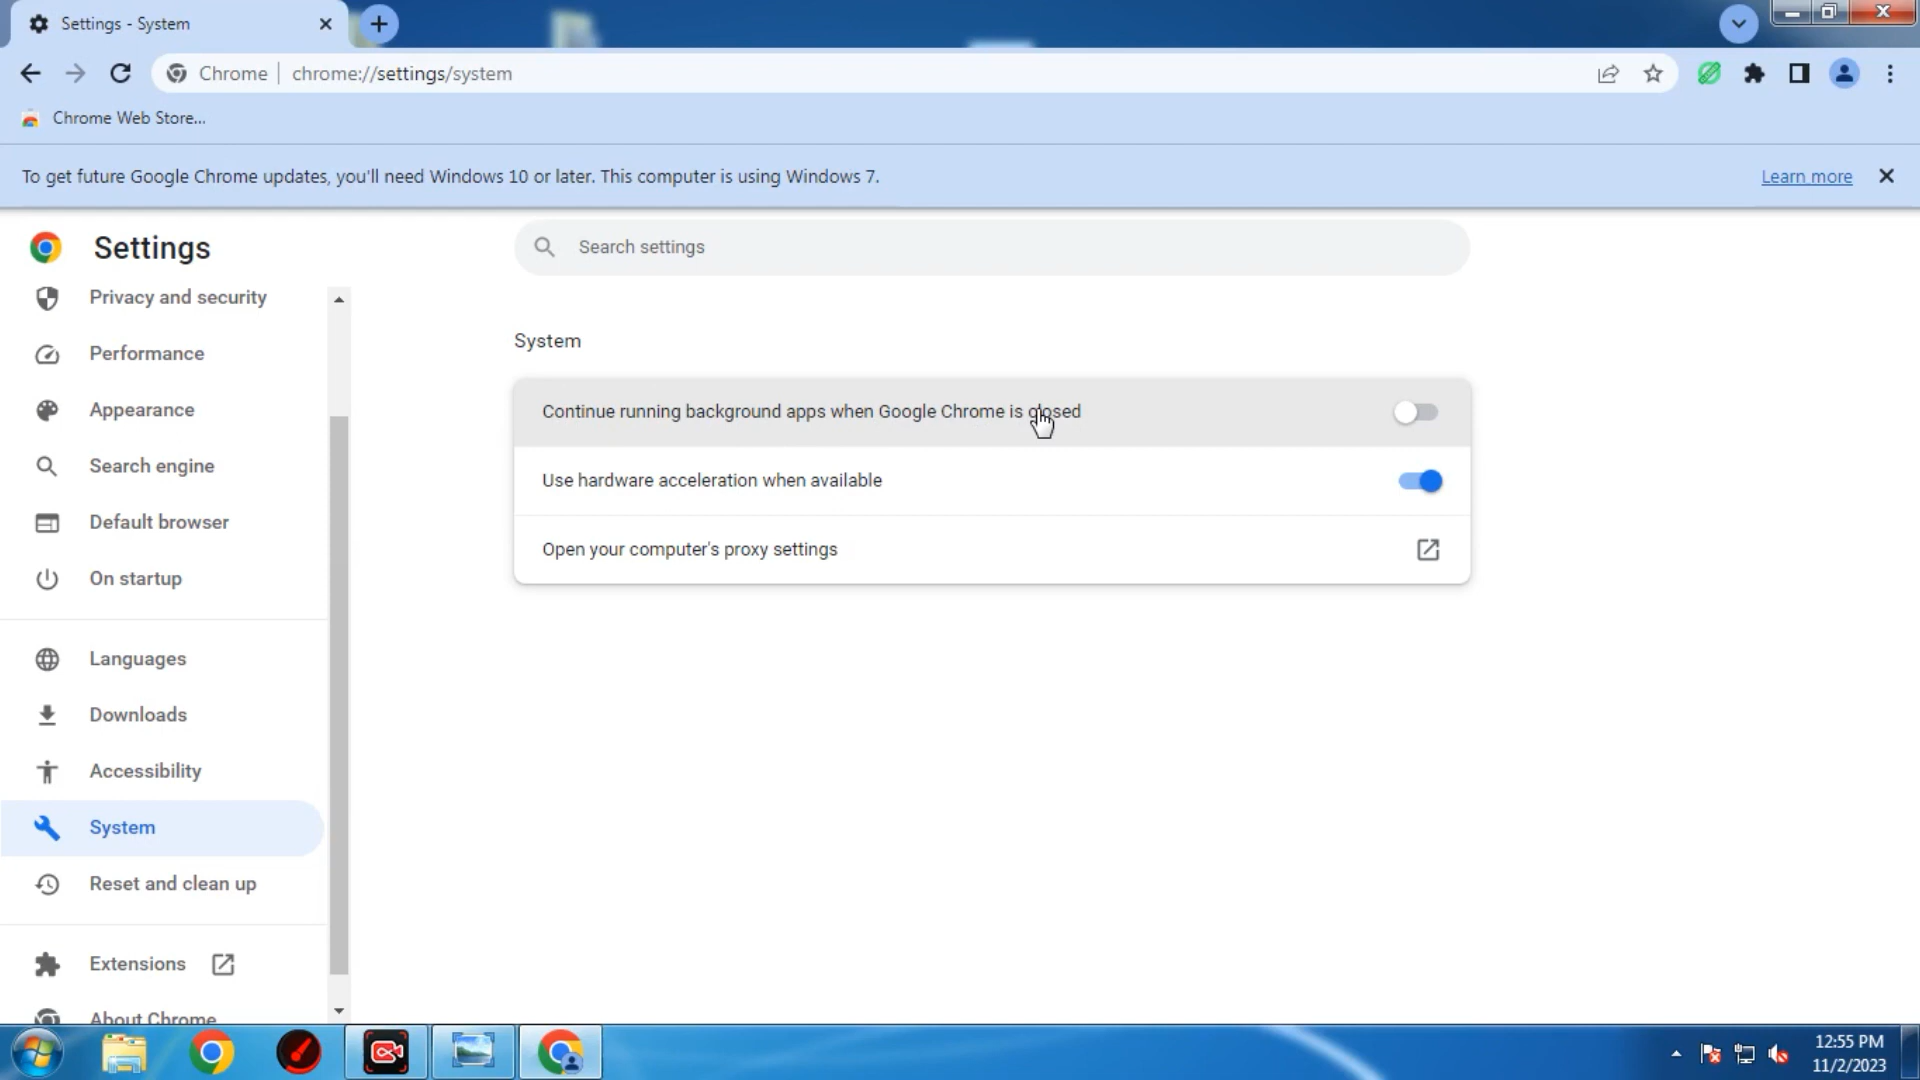 Settings - System
Chrome
chrome://settings/system
Chrome Web Store...
To get future Google Chrome updates, you'll need Windows 10 or later. This computer is using Windows 7.
Learn more
Settings
Search settings
Privacy and security
Performance
Appearance
Search engine
Default browser
On startup
Languages
Downloads
Accessibility
System
Reset and clean up
Extensions
About Chrome
System
Continue running background apps when Google Chrome is closed
Use hardware acceleration when available
Open your computer's proxy settings
12:55 PM
11/2/2023